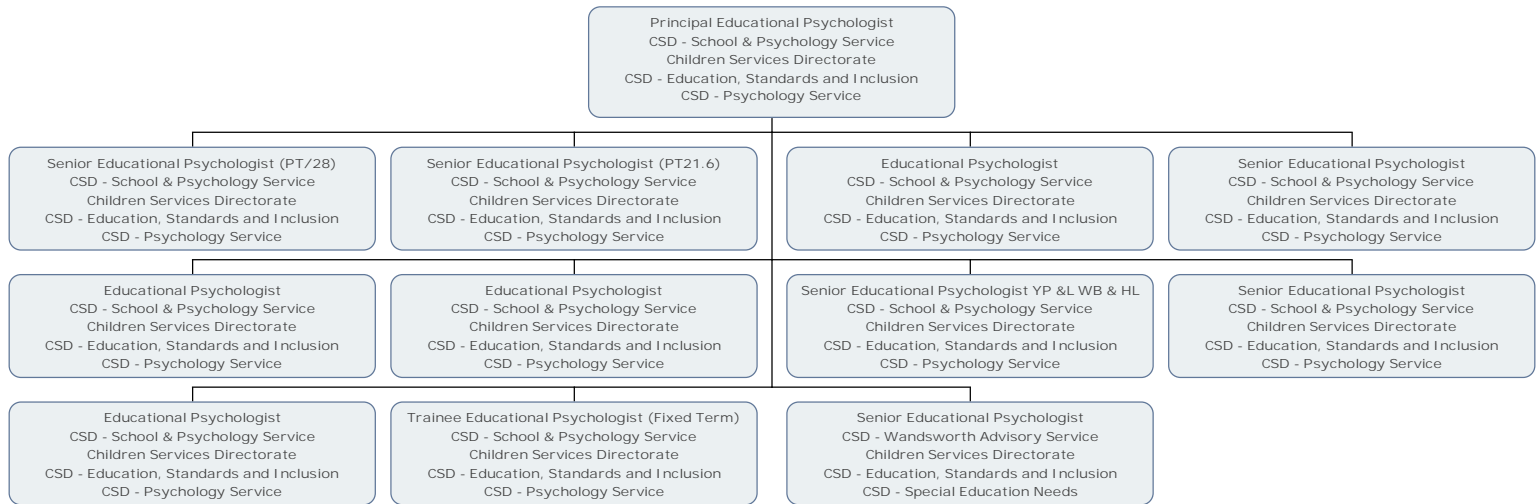 Principal Educational Psychologist
CSD - School & Psychology Service
Children Services Directorate
CSD - Education, Standards and Inclusion
CSD - Psychology Service
Senior Educational Psychologist (PT/28)
CSD - School & Psychology Service
Children Services Directorate
CSD - Education, Standards and Inclusion
CSD - Psychology Service
Senior Educational Psychologist (PT21.6)
CSD - School & Psychology Service
Children Services Directorate
CSD - Education, Standards and Inclusion
CSD - Psychology Service
Educational Psychologist
CSD - School & Psychology Service
Children Services Directorate
CSD - Education, Standards and Inclusion
CSD - Psychology Service
Senior Educational Psychologist
CSD - School & Psychology Service
Children Services Directorate
CSD - Education, Standards and Inclusion
CSD - Psychology Service
Educational Psychologist
CSD - School & Psychology Service
Children Services Directorate
CSD - Education, Standards and Inclusion
CSD - Psychology Service
Educational Psychologist
CSD - School & Psychology Service
Children Services Directorate
CSD - Education, Standards and Inclusion
CSD - Psychology Service
Senior Educational Psychologist YP &L WB & HL
CSD - School & Psychology Service
Children Services Directorate
CSD - Education, Standards and Inclusion
CSD - Psychology Service
Senior Educational Psychologist
CSD - School & Psychology Service
Children Services Directorate
CSD - Education, Standards and Inclusion
CSD - Psychology Service
Educational Psychologist
CSD - School & Psychology Service
Children Services Directorate
CSD - Education, Standards and Inclusion
CSD - Psychology Service
Trainee Educational Psychologist (Fixed Term)
CSD - School & Psychology Service
Children Services Directorate
CSD - Education, Standards and Inclusion
CSD - Psychology Service
Senior Educational Psychologist
CSD - Wandsworth Advisory Service
Children Services Directorate
CSD - Education, Standards and Inclusion
CSD - Special Education Needs